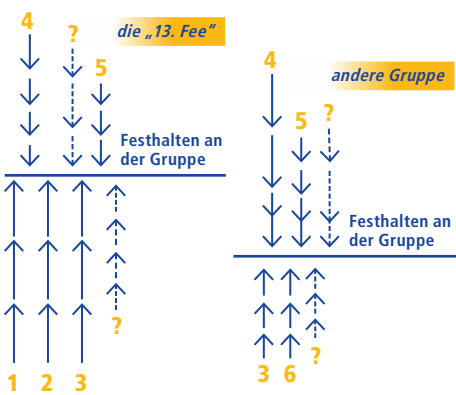 4
?
die „13. Fee“
5
Festhalten an
der Gruppe
?
1
2
3
4
andere Gruppe
5
?
Festhalten an
der Gruppe
3
6
?